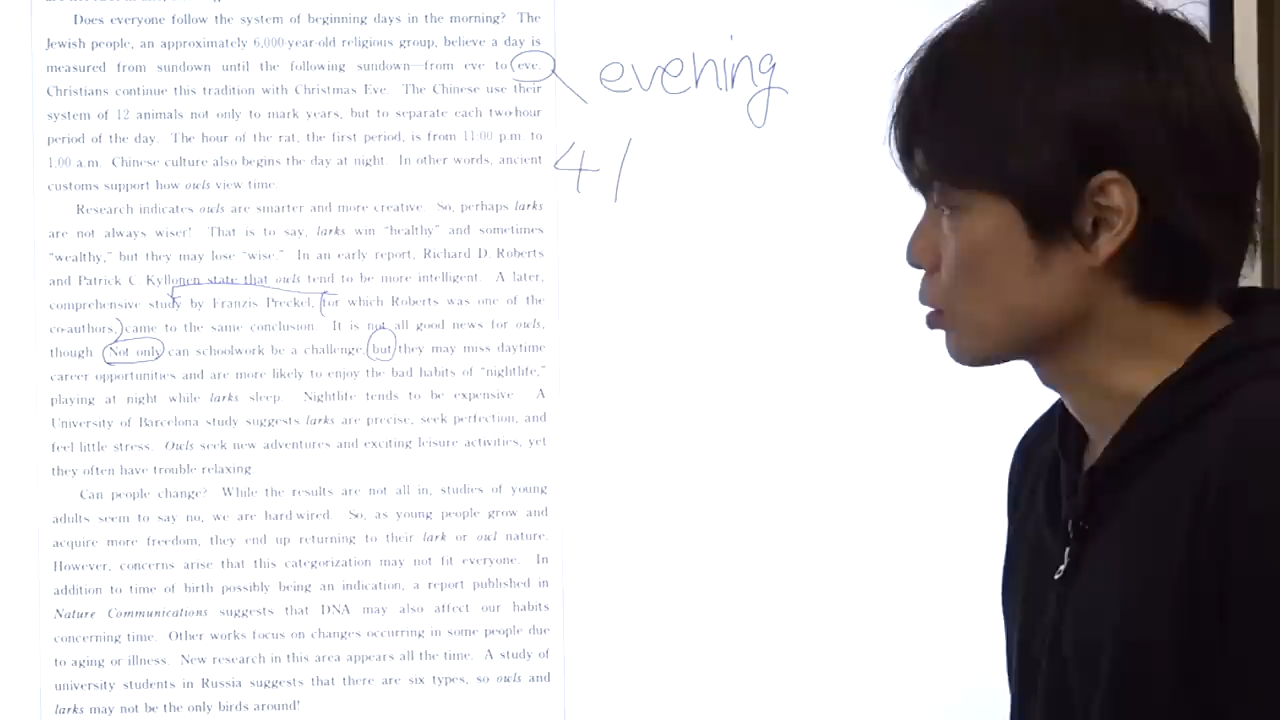 Does everyone follow the system of beginning days in the morning? The
Jewish people, an approximately 6,000-year-old religious group, believe a day is
measured from sundown until the following sundown—from eve to eve.
evening
Christians continue this tradition with Christmas Eve. The Chinese use their
system of 12 animals not only to mark years, but to separate each two-hour
period of the day. The hour of the rat, the first period, is from 11:00 p.m. to
1:00 a.m. Chinese culture also begins the day at night. In other words, ancient
customs support how owls view time.
41
Research indicates owls are smarter and more creative. So, perhaps larks
are not always wiser! That is to say, larks win "healthy" and sometimes
"wealthy," but they may lose "wise." In an early report, Richard D. Roberts
and Patrick C. Kyllonen state that owls tend to be more intelligent. A later,
comprehensive study by Franzis Preckel, for which Roberts was one of the
co-authors, came to the same conclusion. It is not all good news for owls,
though. Not only can schoolwork be a challenge, but they may miss daytime
career opportunities and are more likely to enjoy the bad habits of "nightlife,"
playing at night while larks sleep. Nightlife tends to be expensive. A
University of Barcelona study suggests larks are precise, seek perfection, and
feel little stress. Owls seek new adventures and exciting leisure activities, yet
they often have trouble relaxing.
Can people change? While the results are not all in, studies of young
adults seem to say no, we are hard-wired. So, as young people grow and
acquire more freedom, they end up returning to their lark or owl nature.
However, concerns arise that this categorization may not fit everyone. In
addition to time of birth possibly being an indication, a report published in
Nature Communications suggests that DNA may also affect our habits
concerning time. Other works focus on changes occurring in some people due
to aging or illness. New research in this area appears all the time. A study of
university students in Russia suggests that there are six types, so owls and
larks may not be the only birds around!